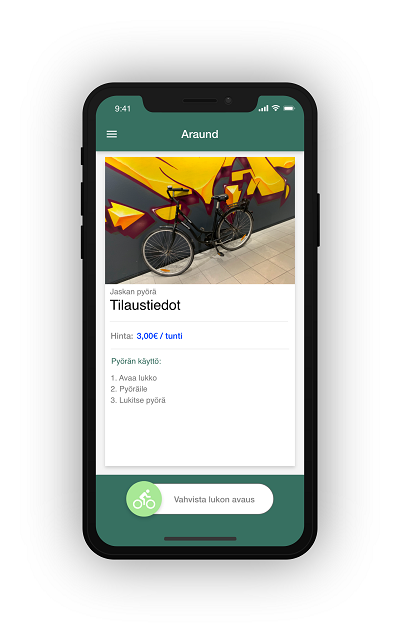 9:41
Araund
Jaskan pyörä
Tilaustiedot
Hinta: 3,00€ / tunti
Pyörän käyttö:
1. Avaa lukko
2. Pyöräile
3. Lukitse pyörä
Vahvista lukon avaus